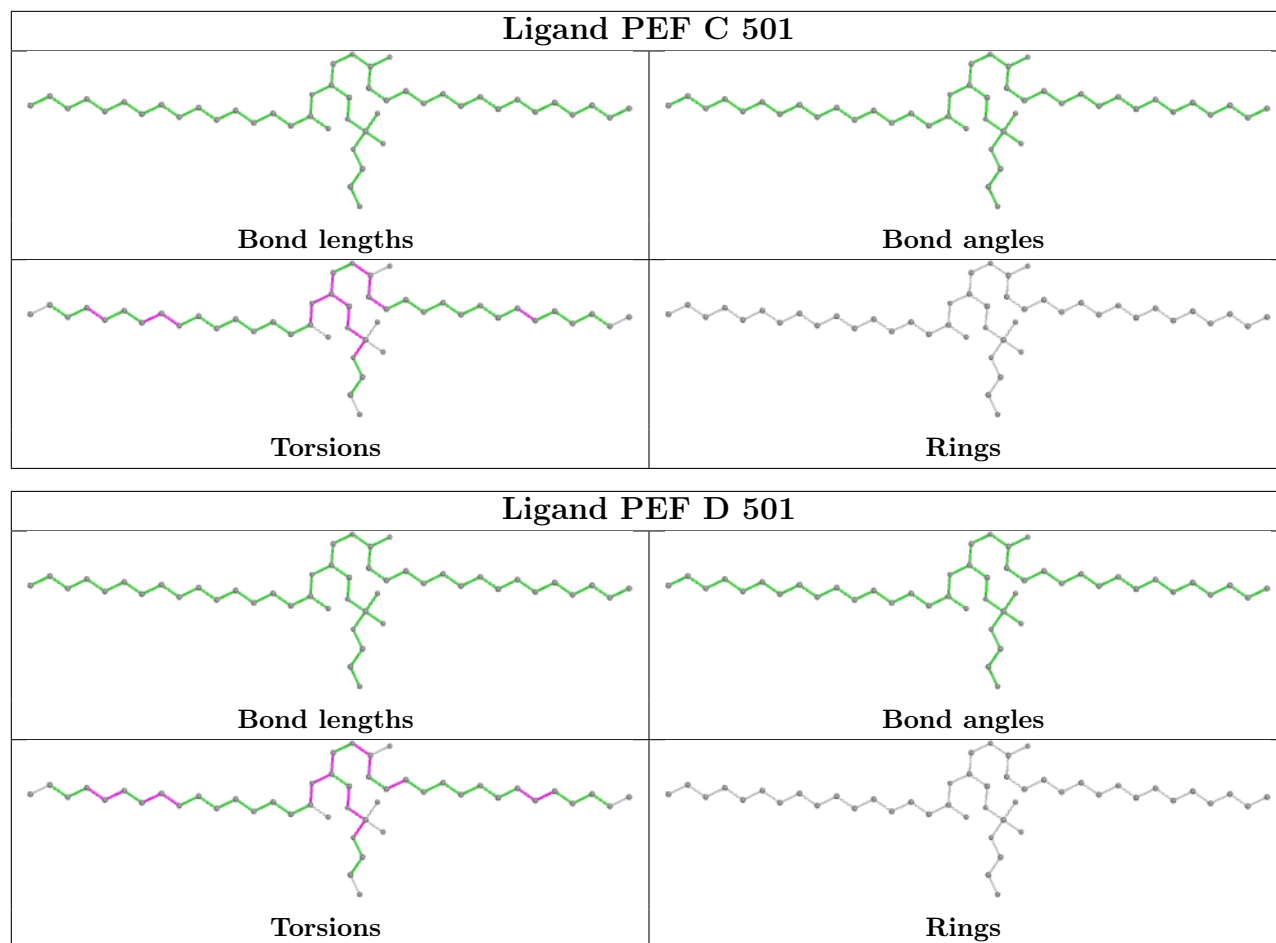 Ligand PEF C 501
Bond lengths
Bond angles
Torsions
Rings
Ligand PEF D 501
Bond lengths
Bond angles
Torsions
Rings